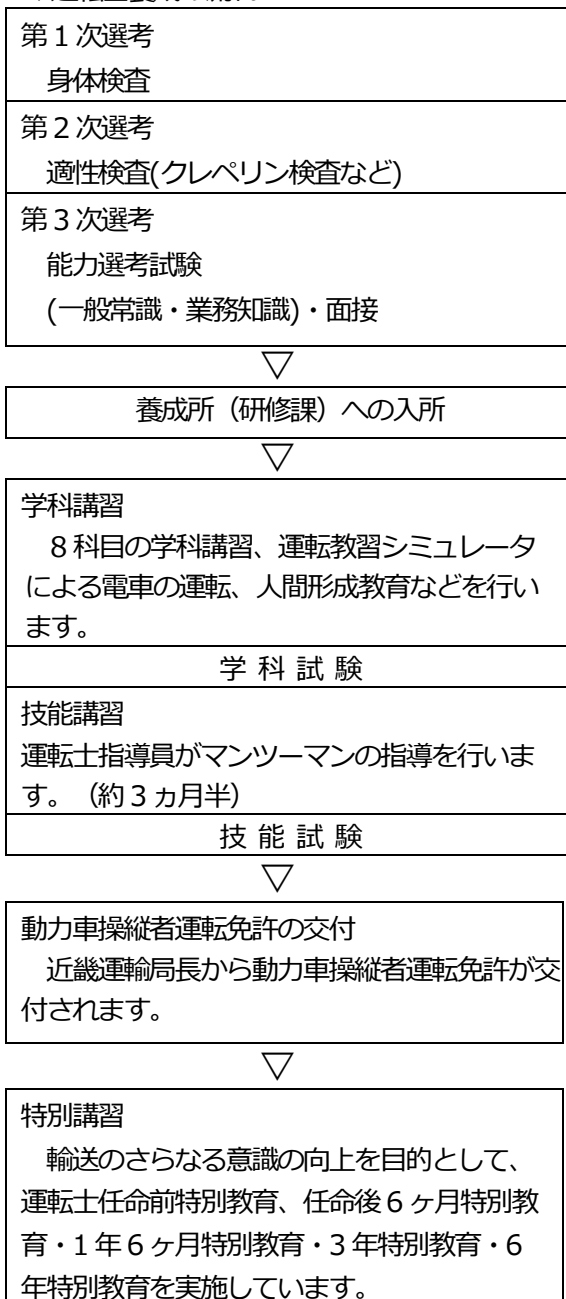 第１次選考
身体検査
第２次選考
適性検査(クレペリン検査など)
第３次選考
能力選考試験
(一般常識・業務知識)・面接
▽
養成所（研修課）への入所
▽
学科講習
８科目の学科講習、運転教習シミュレータ
による電車の運転、人間形成教育などを行い
ます。
学 科 試 験
技能講習
運転士指導員がマンツーマンの指導を行いま
す。（約３ヵ月半）
技 能 試 験
▽
動力車操縦者運転免許の交付
近畿運輸局長から動力車操縦者運転免許が交
付されます。
▽
特別講習
輸送のさらなる意識の向上を目的として、
運転士任命前特別教育、任命後６ヶ月特別教
育・１年６ヶ月特別教育・３年特別教育・６
年特別教育を実施しています。